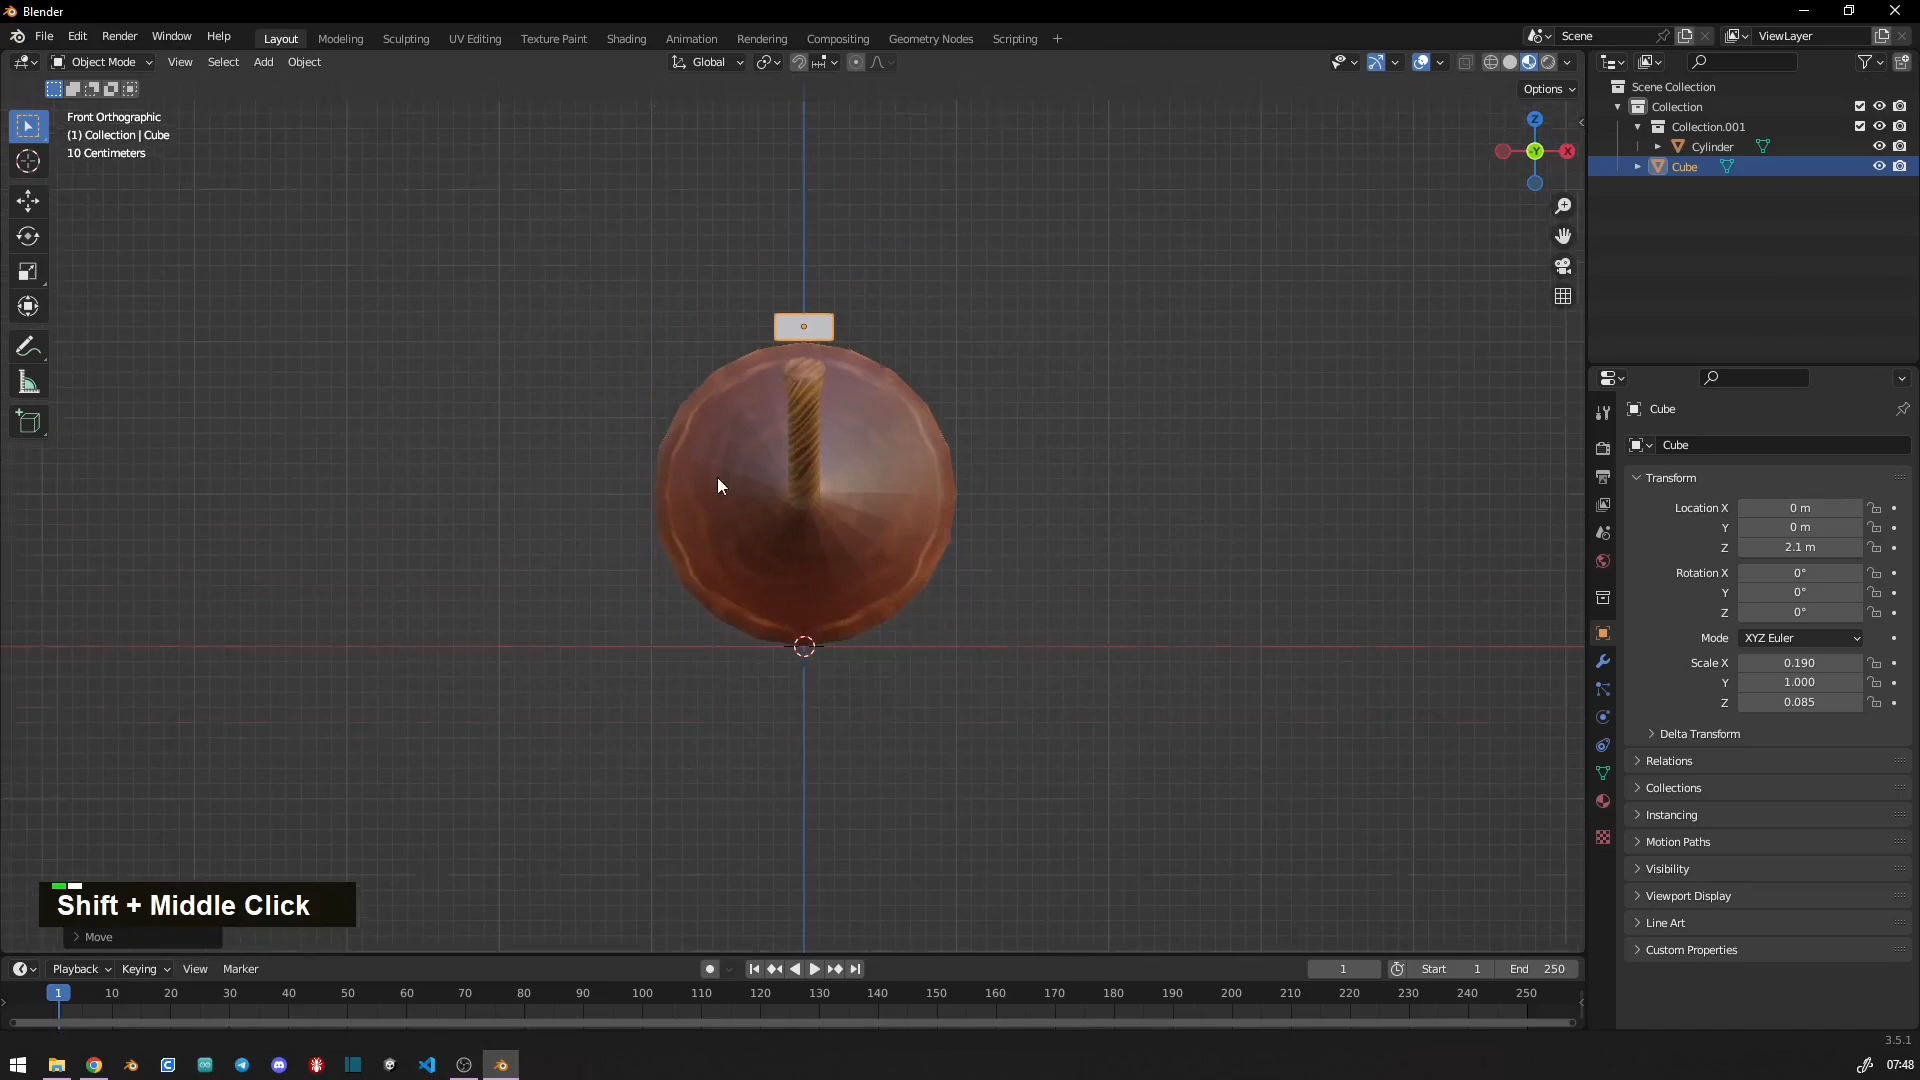 Blender
File Edit Render Window Help
Layout Modeling Sculpting UV Editing Texture Paint Shading Animation Rendering Compositing Geometry Nodes Scripting +
Scene
ViewLayer
Object Mode View Select Add Object
Global
Options
Front Orthographic
(1) Collection | Cube
10 Centimeters
Z
-Y
X
Scene Collection
Collection
Collection.001
Cylinder
Cube
Cube
Cube
Transform
Location X 0 m
Y 0 m
Z 2.1 m
Rotation X 0°
Y 0°
Z 0°
Mode XYZ Euler
Scale X 0.190
Y 1.000
Z 0.085
Delta Transform
Relations
Collections
Instancing
Motion Paths
Visibility
Viewport Display
Line Art
Custom Properties
Shift + Middle Click
Move
Playback Keying View Marker
1 Start 1 End 250
1 10 20 30 40 50 60 70 80 90 100 110 120 130 140 150 160 170 180 190 200 210 220 230 240 250
3.5.1
07:48